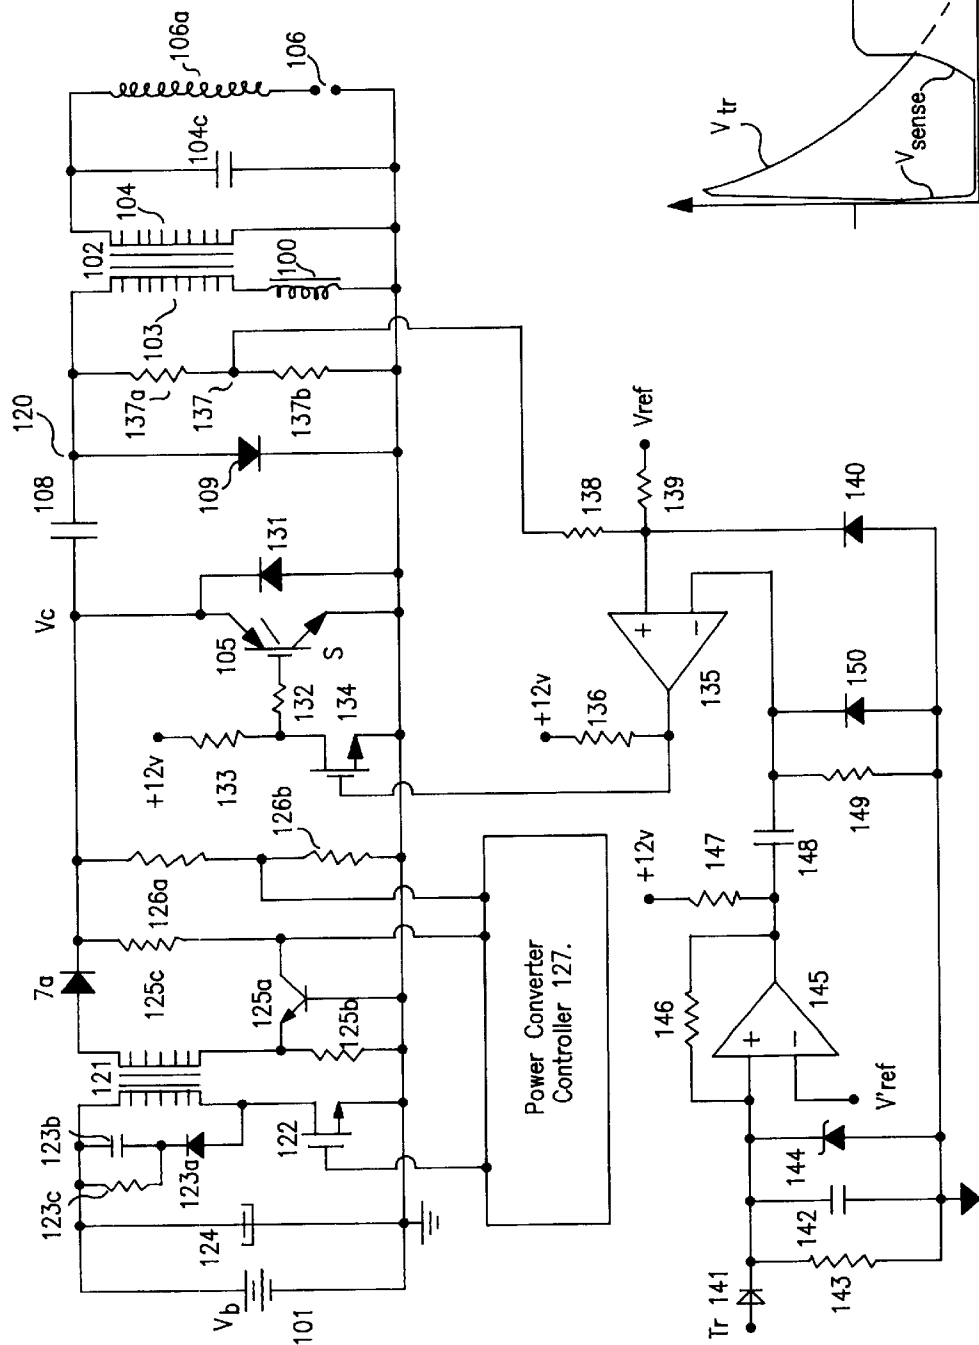 106a
106
104c
104
102
100
103
137a
137
137b
120
109
108
131
Vc
105
S
132
134
+12v
133
126b
126a
7a
125c
125a
125b
121
123b
122
123a
123c
124
Vb
101
Power Converter
Controller 127.
Vtr
Vsense
Vref
138
139
140
+
−
135
+12v
136
150
149
+12v
147
148
146
145
+
−
V'ref
144
142
143
Tr 141